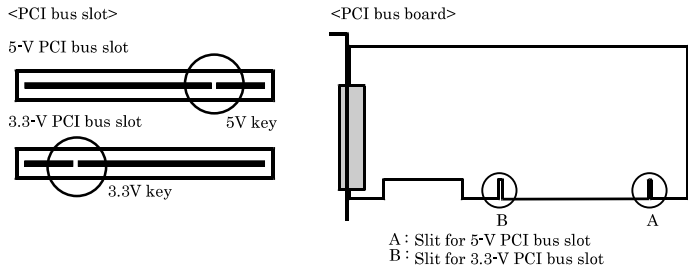 <PCI bus slot>
5-V PCI bus slot
5V key
3.3-V PCI bus slot
3.3V key
<PCI bus board>
B
A
A : Slit for 5-V PCI bus slot
B : Slit for 3.3-V PCI bus slot